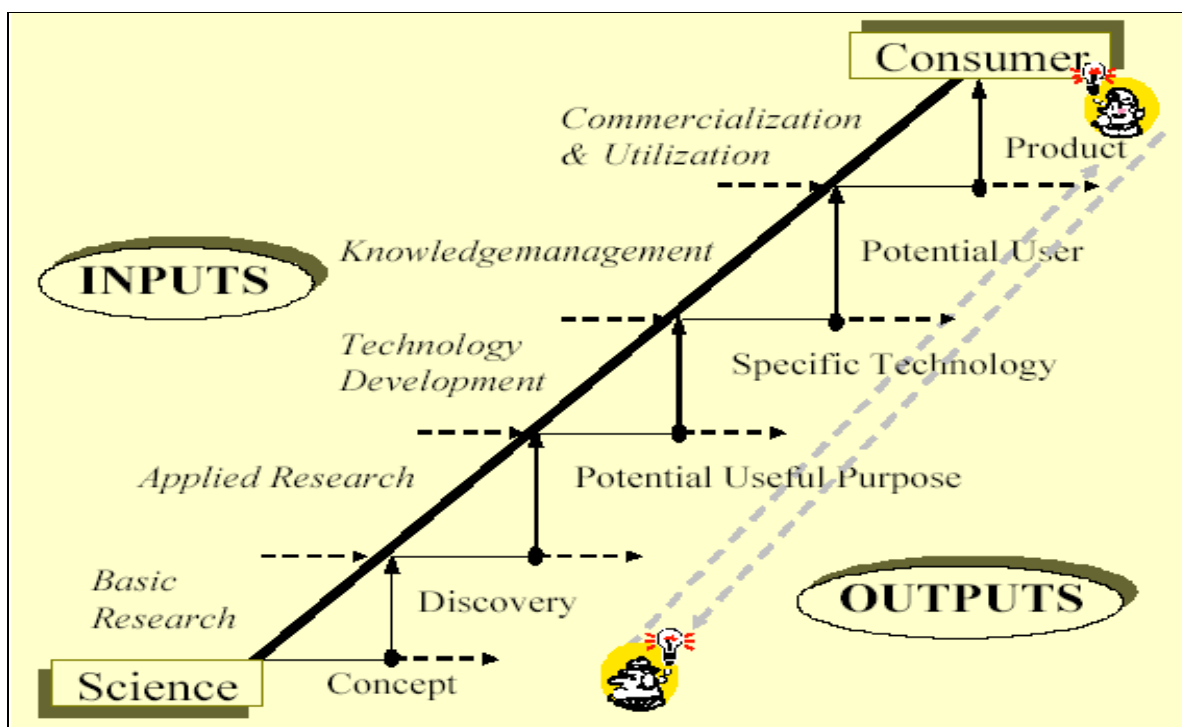 Consumer
Commercialization
& Utilization
Product
Knowledgemanagement
Potential User
INPUTS
Technology
Development
Specific Technology
Applied Research
Potential Useful Purpose
Basic
Research
Discovery
OUTPUTS
Science
Concept